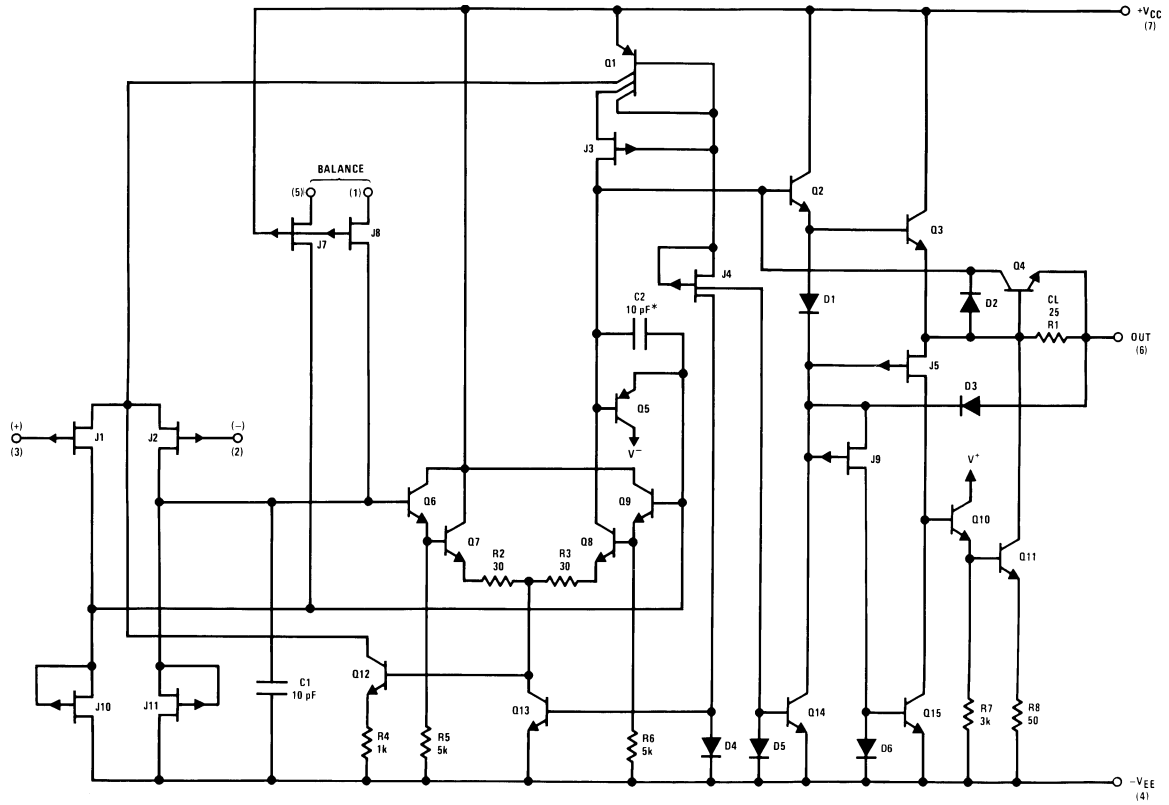 +VCC
(7)
Q1
J3
BALANCE
(5)
(1)
Q2
J7
J8
Q3
J4
Q4
C2
10 pF*
D1
D2
CL
25
R1
OUT
(6)
J5
D3
Q5
V−
(+)
(3)
J1
J2
(−)
(2)
J9
V+
Q6
Q9
Q7
Q8
Q10
R2
30
R3
30
Q11
Q12
C1
10 pF
J10
J11
Q13
Q14
Q15
R4
1k
R5
5k
R6
5k
D4
D5
D6
R7
3k
R8
50
−VEE
(4)